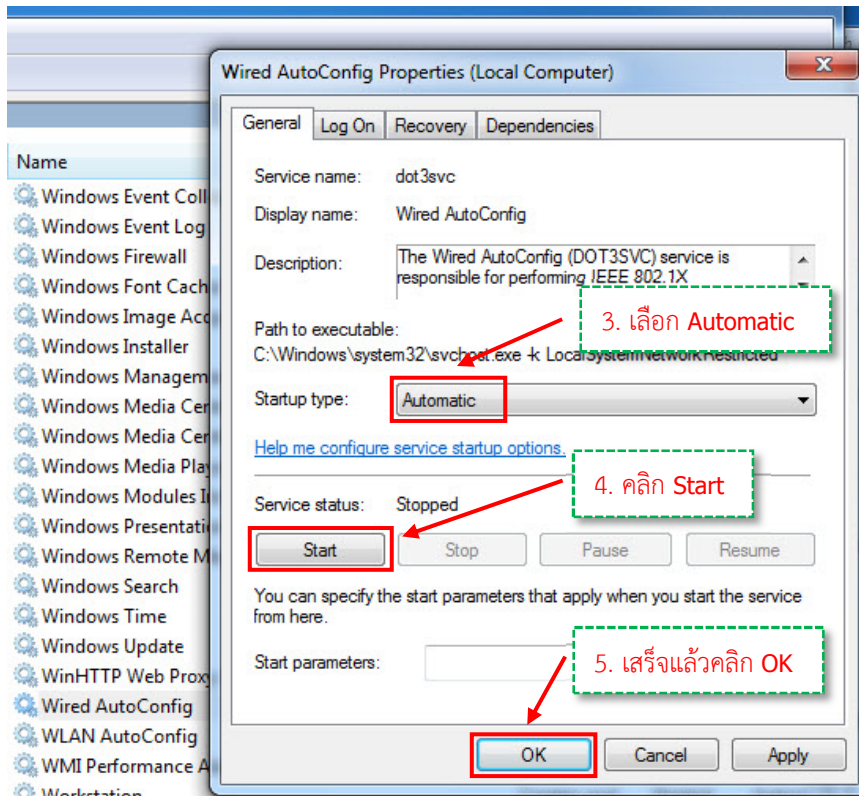 Wired AutoConfig Properties (Local Computer)
General Log On Recovery Dependencies
Name
Windows Event Coll
Windows Event Log
Windows Firewall
Windows Font Cach
Windows Image Acc
Windows Installer
Windows Managem
Windows Media Cen
Windows Media Cen
Windows Media Play
Windows Modules I
Windows Presentati
Windows Remote M
Windows Search
Windows Time
Windows Update
WinHTTP Web Proxy
Wired AutoConfig
WLAN AutoConfig
WMI Performance A
Workstation
Service name: dot3svc
Display name: Wired AutoConfig
Description: The Wired AutoConfig (DOT3SVC) service is
responsible for performing IEEE 802.1X
3. เลือก Automatic
Path to executable:
C:\Windows\system32\svchost.exe -k LocalSystemNetworkRestricted
Startup type: Automatic
Help me configure service startup options.
4. คลิก Start
Service status: Stopped
Start Stop Pause Resume
You can specify the start parameters that apply when you start the service
from here.
Start parameters:
5. เสร็จแล้วคลิก OK
OK Cancel Apply